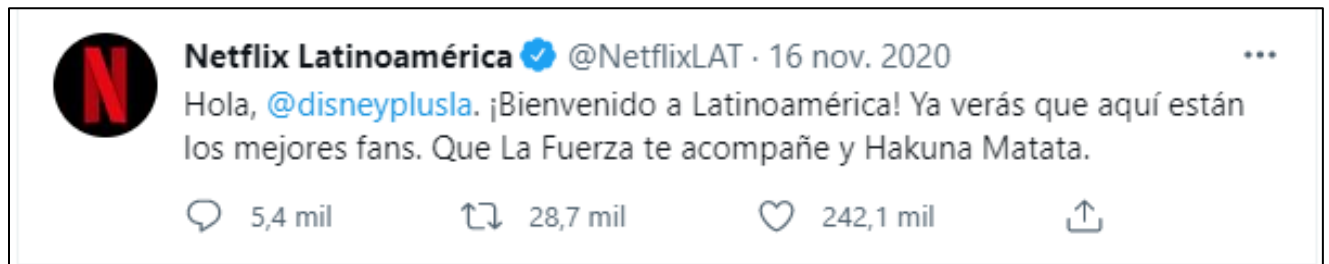 Netflix Latinoamérica @NetflixLAT · 16 nov. 2020
Hola, @disneyplusla. ¡Bienvenido a Latinoamérica! Ya verás que aquí están
los mejores fans. Que La Fuerza te acompañe y Hakuna Matata.
5,4 mil 28,7 mil 242,1 mil